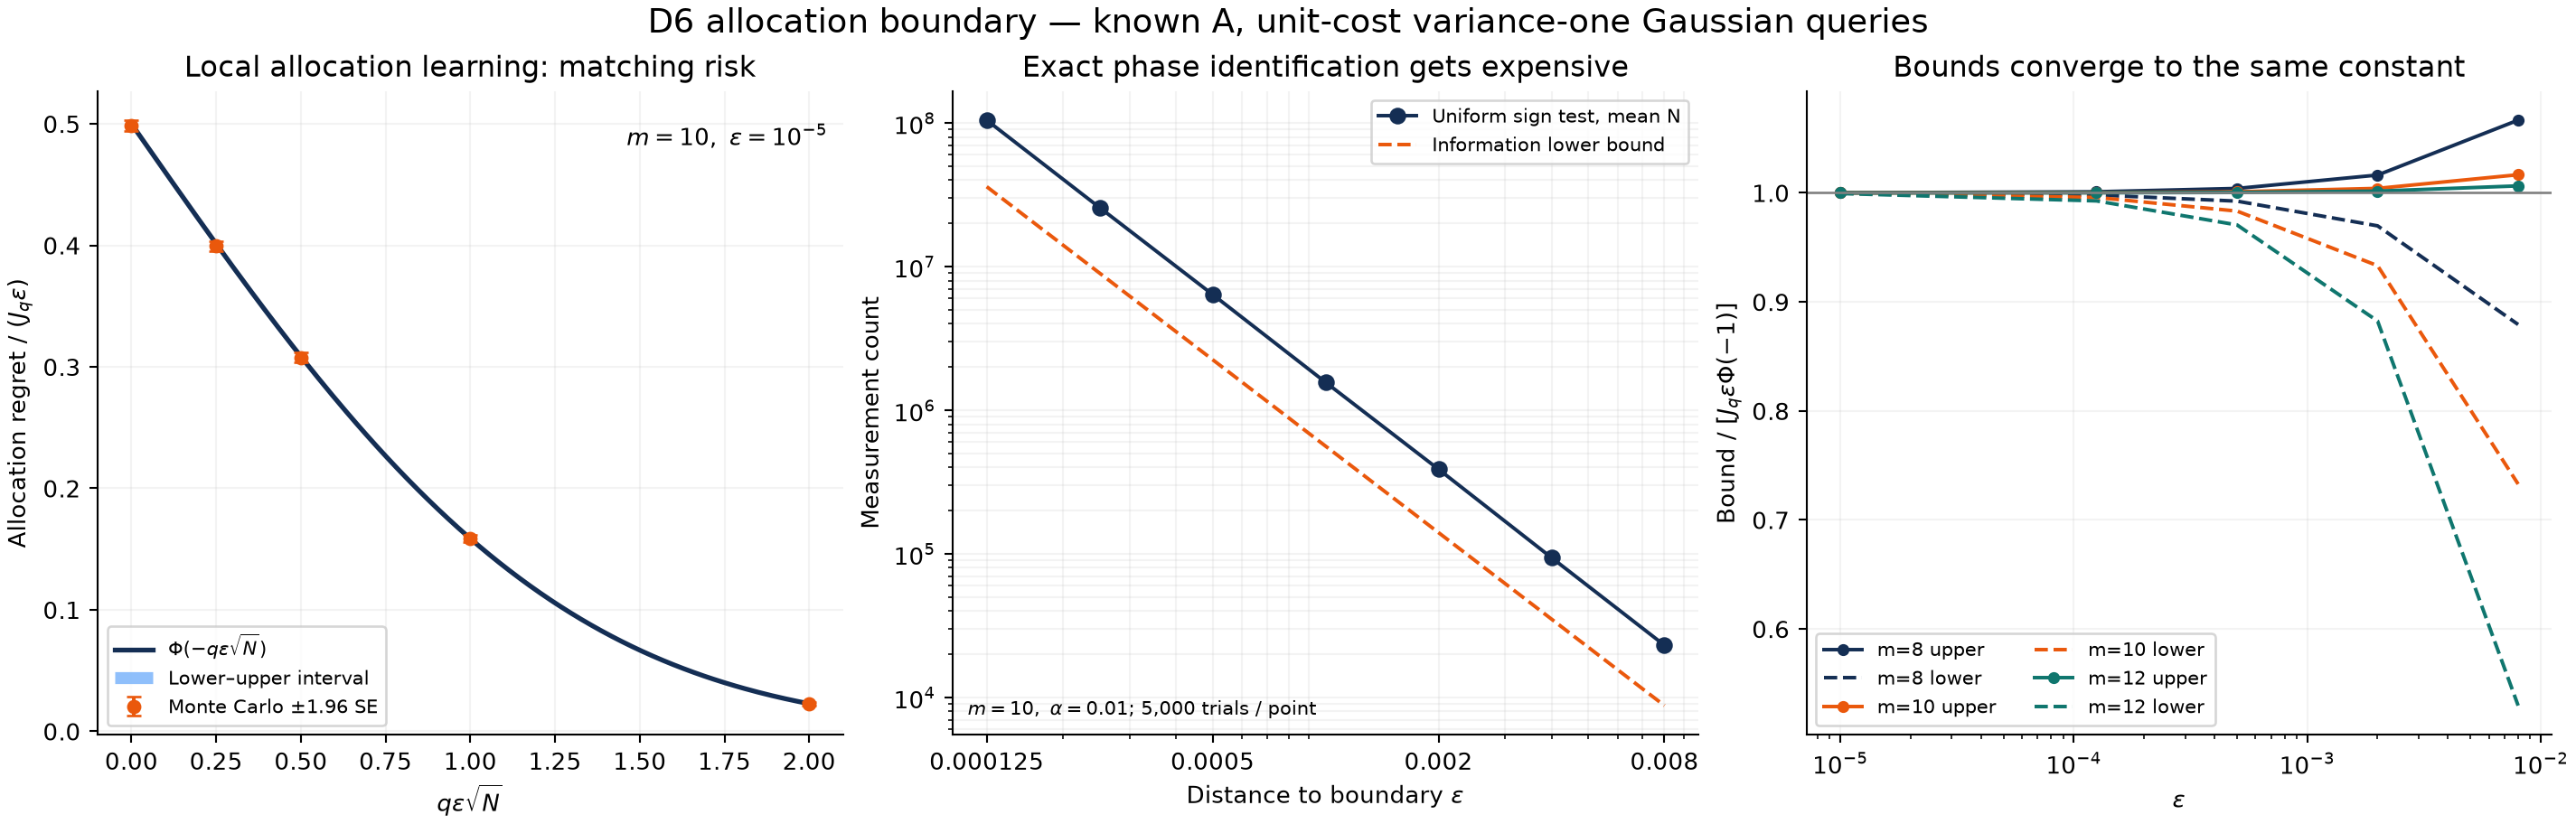 D6 allocation boundary — known A, unit-cost variance-one Gaussian queries
Local allocation learning: matching risk
Allocation regret / (J_qε)
0.5
0.4
0.3
0.2
0.1
0.0
m = 10, ε = 10⁻⁵
Φ(−qε√N)
Lower–upper interval
Monte Carlo ±1.96 SE
0.00 0.25 0.50 0.75 1.00 1.25 1.50 1.75 2.00
qε√N
Exact phase identification gets expensive
Measurement count
10⁸
10⁷
10⁶
10⁵
10⁴
Uniform sign test, mean N
Information lower bound
m = 10, α = 0.01; 5,000 trials / point
0.000125 0.0005 0.002 0.008
Distance to boundary ε
Bounds converge to the same constant
Bound / [J_qεΦ(−1)]
1.0
0.9
0.8
0.7
0.6
m=8 upper
m=8 lower
m=10 upper
m=10 lower
m=12 upper
m=12 lower
10⁻⁵ 10⁻⁴ 10⁻³ 10⁻²
ε